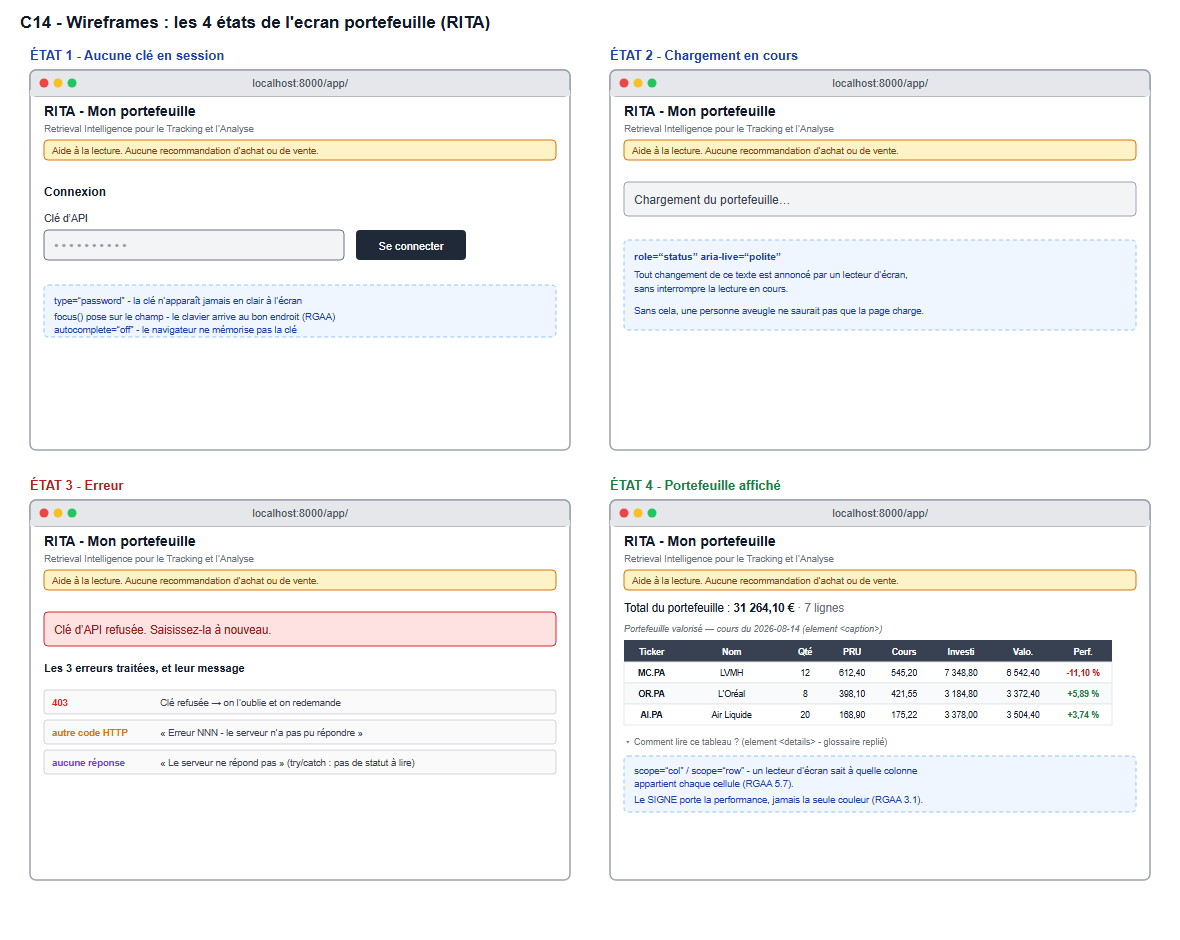 C14 - Wireframes : les 4 états de l'ecran portefeuille (RITA)
ÉTAT 1 - Aucune clé en session
localhost:8000/app/
RITA - Mon portefeuille
Retrieval Intelligence pour le Tracking et l'Analyse
Aide à la lecture. Aucune recommandation d'achat ou de vente.
Connexion
Clé d'API
••••••••••
Se connecter
type="password" - la clé n'apparaît jamais en clair à l'écran
focus() pose sur le champ - le clavier arrive au bon endroit (RGAA)
autocomplete="off" - le navigateur ne mémorise pas la clé
ÉTAT 2 - Chargement en cours
localhost:8000/app/
RITA - Mon portefeuille
Retrieval Intelligence pour le Tracking et l'Analyse
Aide à la lecture. Aucune recommandation d'achat ou de vente.
Chargement du portefeuille…
role="status" aria-live="polite"
Tout changement de ce texte est annoncé par un lecteur d'écran,
sans interrompre la lecture en cours.
Sans cela, une personne aveugle ne saurait pas que la page charge.
ÉTAT 3 - Erreur
localhost:8000/app/
RITA - Mon portefeuille
Retrieval Intelligence pour le Tracking et l'Analyse
Aide à la lecture. Aucune recommandation d'achat ou de vente.
Clé d'API refusée. Saisissez-la à nouveau.
Les 3 erreurs traitées, et leur message
403 Clé refusée → on l'oublie et on redemande
autre code HTTP « Erreur NNN - le serveur n'a pas pu répondre »
aucune réponse « Le serveur ne répond pas » (try/catch : pas de statut à lire)
ÉTAT 4 - Portefeuille affiché
localhost:8000/app/
RITA - Mon portefeuille
Retrieval Intelligence pour le Tracking et l'Analyse
Aide à la lecture. Aucune recommandation d'achat ou de vente.
Total du portefeuille : 31 264,10 € · 7 lignes
Portefeuille valorisé — cours du 2026-08-14 (element <caption>)
Ticker Nom Qté PRU Cours Investi Valo. Perf.
MC.PA LVMH 12 612,40 545,20 7 348,80 6 542,40 -11,10 %
OR.PA L'Oréal 8 398,10 421,55 3 184,80 3 372,40 +5,89 %
AI.PA Air Liquide 20 168,90 175,22 3 378,00 3 504,40 +3,74 %
Comment lire ce tableau ? (element <details> - glossaire replié)
scope="col" / scope="row" - un lecteur d'écran sait à quelle colonne
appartient chaque cellule (RGAA 5.7).
Le SIGNE porte la performance, jamais la seule couleur (RGAA 3.1).